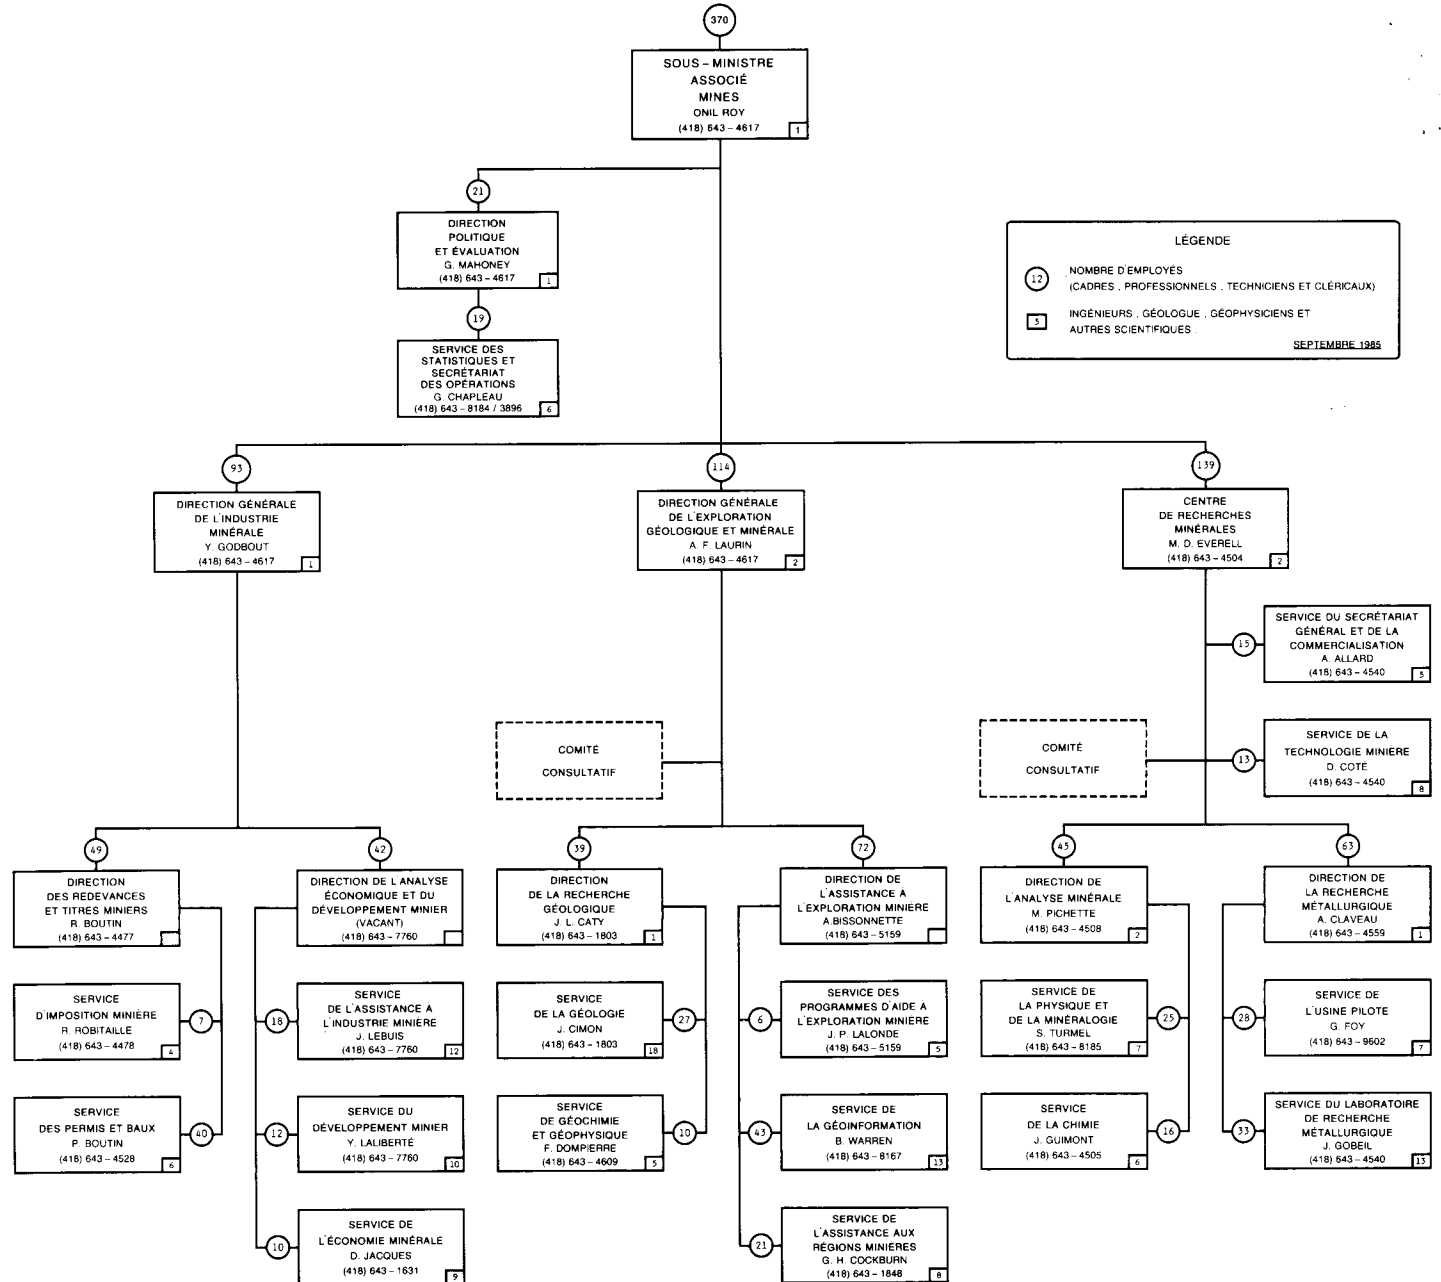 370
SOUS – MINISTRE
ASSOCIÉ
MINES
ONIL ROY
(418) 643 – 4617
1
21
DIRECTION
POLITIQUE
ET ÉVALUATION
G. MAHONEY
(418) 643 – 4617
1
19
SERVICE DES
STATISTIQUES ET
SECRÉTARIAT
DES OPÉRATIONS
G. CHAPLEAU
(418) 643 – 8184 / 3896
6
LÉGENDE
12
NOMBRE D'EMPLOYÉS
(CADRES , PROFESSIONNELS , TECHNICIENS ET CLÉRICAUX)
5
INGÉNIEURS , GÉOLOGUE , GÉOPHYSICIENS ET
AUTRES SCIENTIFIQUES .
SEPTEMBRE 1985
93
DIRECTION GÉNÉRALE
DE L'INDUSTRIE
MINÉRALE
Y. GODBOUT
(418) 643 – 4617
1
114
DIRECTION GÉNÉRALE
DE L'EXPLORATION
GÉOLOGIQUE ET MINÉRALE
A. F. LAURIN
(418) 643 – 4617
2
139
CENTRE
DE RECHERCHES
MINÉRALES
M. D. EVERELL
(418) 643 – 4504
2
15
SERVICE DU SECRÉTARIAT
GÉNÉRAL ET DE LA
COMMERCIALISATION
A. ALLARD
(418) 643 – 4540
5
COMITÉ
CONSULTATIF
COMITÉ
CONSULTATIF
13
SERVICE DE LA
TECHNOLOGIE MINIÈRE
D. COTÉ
(418) 643 – 4540
8
49
DIRECTION
DES REDEVANCES
ET TITRES MINIERS
R. BOUTIN
(418) 643 – 4477
7
SERVICE
D'IMPOSITION MINIÈRE
R. ROBITAILLE
(418) 643 – 4478
4
40
SERVICE
DES PERMIS ET BAUX
P. BOUTIN
(418) 643 – 4528
6
42
DIRECTION DE L'ANALYSE
ÉCONOMIQUE ET DU
DÉVELOPPEMENT MINIER
(VACANT)
(418) 643 – 7760
18
SERVICE
DE L'ASSISTANCE À
L'INDUSTRIE MINIÈRE
J. LEBUIS
(418) 643 – 7760
12
12
SERVICE DU
DÉVELOPPEMENT MINIER
Y. LALIBERTÉ
(418) 643 – 7760
10
10
SERVICE DE
L'ÉCONOMIE MINÉRALE
D. JACQUES
(418) 643 – 1631
9
39
DIRECTION
DE LA RECHERCHE
GÉOLOGIQUE
J. L. CATY
(418) 643 – 1803
1
27
SERVICE
DE LA GÉOLOGIE
J. CIMON
(418) 643 – 1803
18
10
SERVICE
DE GÉOCHIMIE
ET GÉOPHYSIQUE
F. DOMPIERRE
(418) 643 – 4609
5
72
DIRECTION DE
L'ASSISTANCE À
L'EXPLORATION MINIÈRE
A.BISSONNETTE
(418) 643 – 5159
6
SERVICE DES
PROGRAMMES D'AIDE À
L'EXPLORATION MINIÈRE
J. P. LALONDE
(418) 643 – 5159
5
43
SERVICE DE
LA GÉOINFORMATION
B. WARREN
(418) 643 – 8167
13
21
SERVICE DE
L'ASSISTANCE AUX
RÉGIONS MINIÈRES
G. H. COCKBURN
(418) 643 – 1846
8
45
DIRECTION DE
L'ANALYSE MINÉRALE
M. PICHETTE
(418) 643 – 4508
2
25
SERVICE DE
LA PHYSIQUE ET
DE LA MINÉRALOGIE
S. TURMEL
(418) 643 – 8185
7
16
SERVICE
DE LA CHIMIE
J. GUIMONT
(418) 643 – 4505
6
63
DIRECTION DE
LA RECHERCHE
MÉTALLURGIQUE
A. CLAVEAU
(418) 643 – 4559
1
28
SERVICE DE
L'USINE PILOTE
G. FOY
(418) 643 – 9602
7
33
SERVICE DU LABORATOIRE
DE RECHERCHE
MÉTALLURGIQUE
J. GOBEIL
(418) 643 – 4540
13